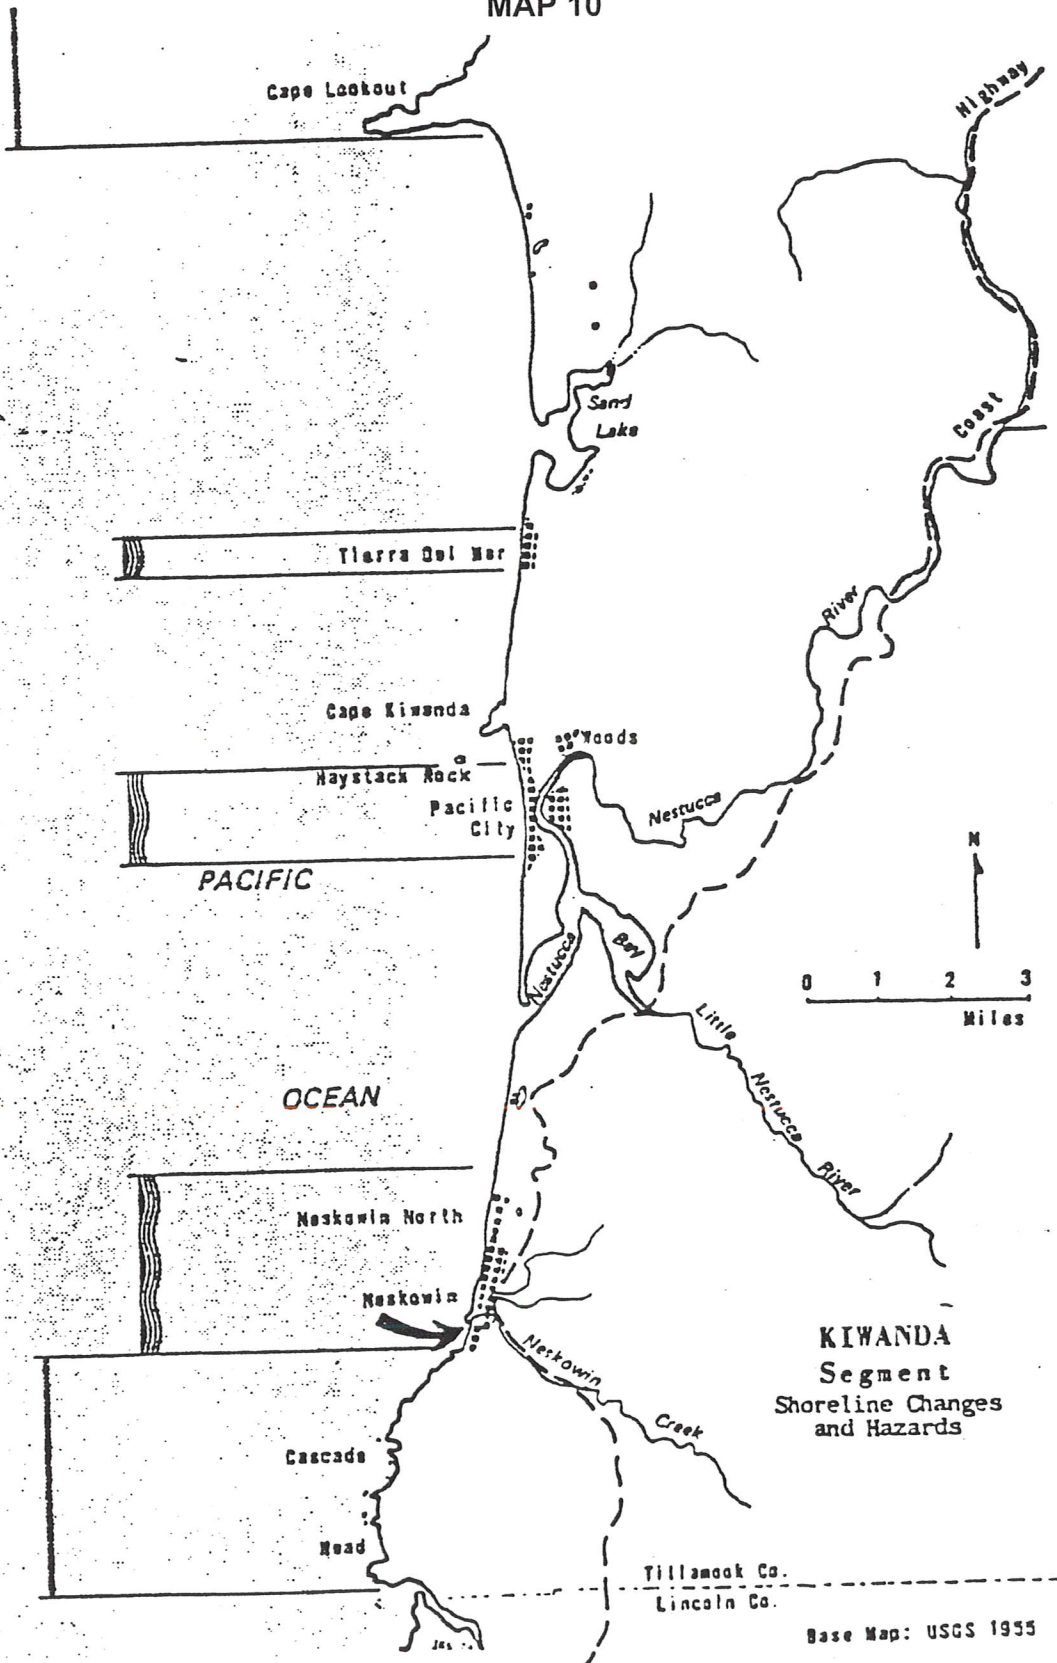 MAP 10
Cape Lookout
Highway
Sand
Lake
Coast
Tierra Del Mar
River
Cape Kiwanda
Woods
Haystack Rock
Pacific
City
Nestucca
PACIFIC
N
Nestucca
Bay
0 1 2 3
Miles
Little
Nestucca
River
OCEAN
Neskowin North
Neskowin
Neskowin
Creek
KIWANDA
Segment
Shoreline Changes
and Hazards
Cascade
Head
Tillamook Co.
Lincoln Co.
Base Map: USGS 1955